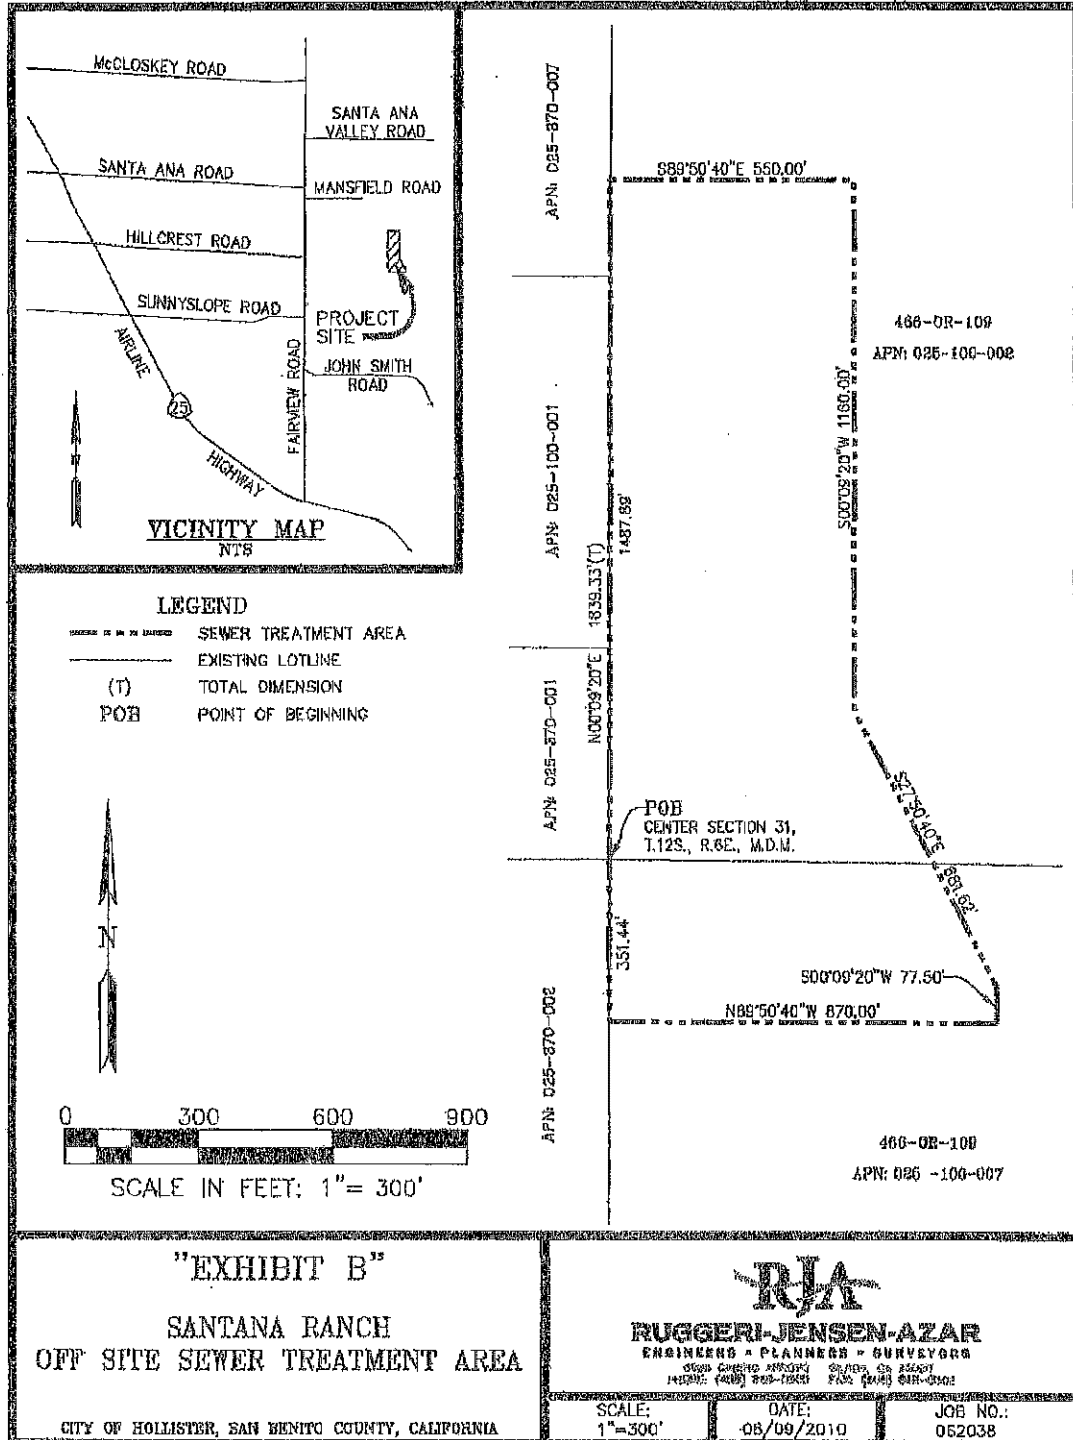 McCLOSKEY ROAD
SANTA ANA
VALLEY ROAD
SANTA ANA ROAD
MANSFIELD ROAD
HILLCREST ROAD
SUNNYSLOPE ROAD
PROJECT
SITE
AIRLINE
25
HIGHWAY
FAIRVIEW ROAD
JOHN SMITH
ROAD
N
VICINITY MAP
NTS
LEGEND
SEWER TREATMENT AREA
EXISTING LOTLINE
(T) TOTAL DIMENSION
POB POINT OF BEGINNING
N
0 300 600 900
SCALE IN FEET: 1"= 300'
APN: 025-370-007
S89°50'40"E 550.00'
466-OR-109
APN: 025-100-002
S00°09'20"W 1160.00'
APN: 025-100-001
1487.89'
N00°09'20"E 1839.33'(T)
APN: 025-370-001
POB
CENTER SECTION 31,
T.12S., R.6E., M.D.M.
S27°50'40"E 681.52'
351.44'
S00°09'20"W 77.50'
N89°50'40"W 870.00'
APN: 025-370-002
466-OR-109
APN: 025 -100-007
"EXHIBIT B"
SANTANA RANCH
OFF SITE SEWER TREATMENT AREA
CITY OF HOLLISTER, SAN BENITO COUNTY, CALIFORNIA
RJA
RUGGERI-JENSEN-AZAR
ENGINEERS • PLANNERS • SURVEYORS
SCALE:
1"=300'
DATE:
06/09/2010
JOB NO.:
052038